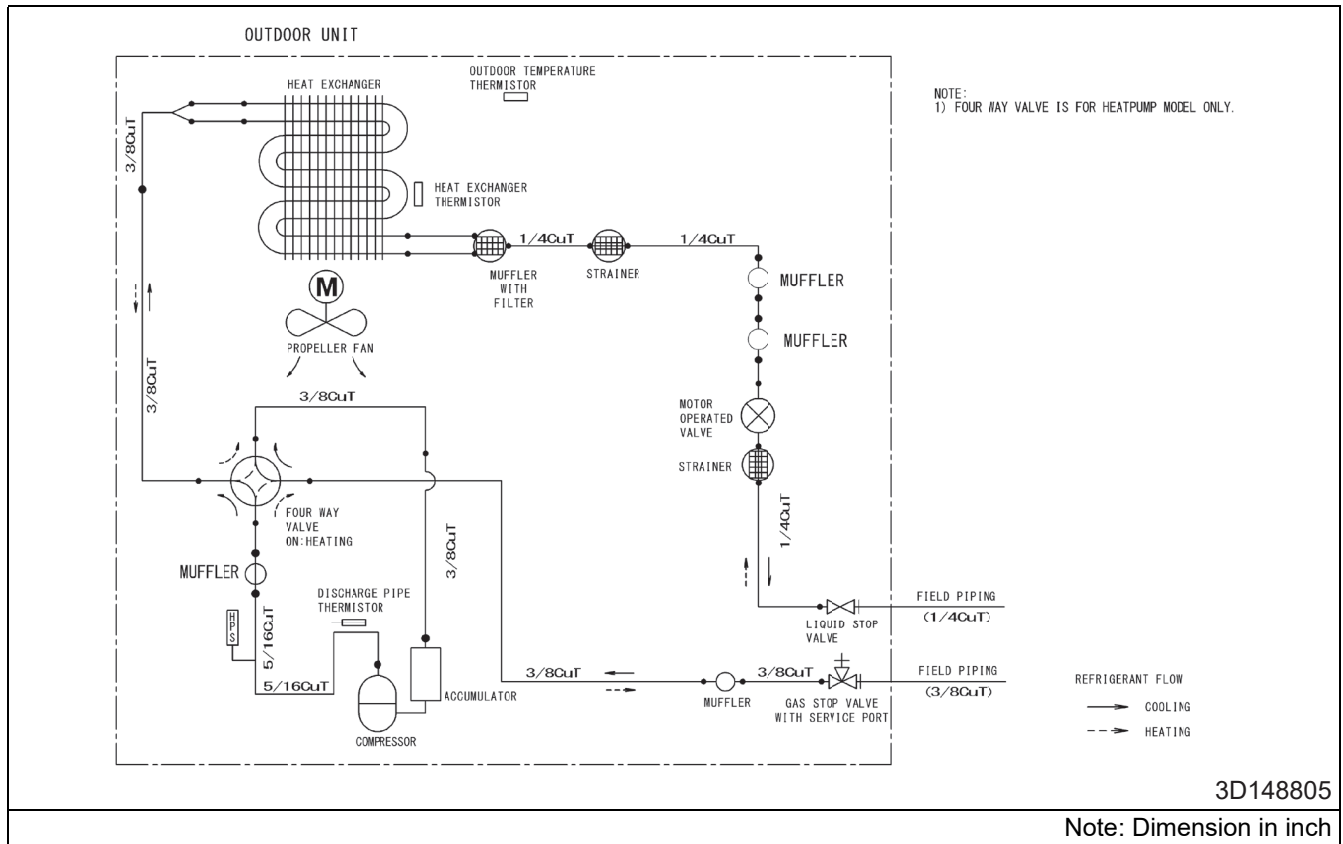 OUTDOOR UNIT
HEAT EXCHANGER
OUTDOOR TEMPERATURE
THERMISTOR
NOTE:
1) FOUR WAY VALVE IS FOR HEATPUMP MODEL ONLY.
3/8CuT
HEAT EXCHANGER
THERMISTOR
1/4CuT
1/4CuT
MUFFLER
WITH
FILTER
STRAINER
MUFFLER
M
MUFFLER
PROPELLER FAN
3/8CuT
3/8CuT
MOTOR
OPERATED
VALVE
STRAINER
FOUR WAY
VALVE
ON:HEATING
3/8CuT
1/4CuT
MUFFLER
DISCHARGE PIPE
THERMISTOR
HPS
5/16CuT
5/16CuT
ACCUMULATOR
COMPRESSOR
FIELD PIPING
(1/4CuT)
LIQUID STOP
VALVE
3/8CuT
3/8CuT
FIELD PIPING
(3/8CuT)
MUFFLER
GAS STOP VALVE
WITH SERVICE PORT
REFRIGERANT FLOW
COOLING
HEATING
3D148805
Note: Dimension in inch